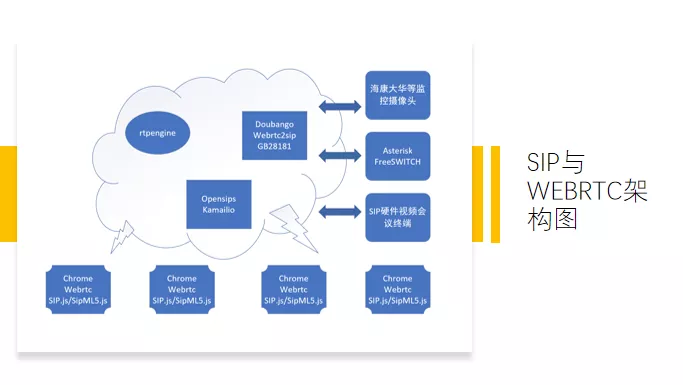 rtpengine
Doubango
Webrtc2sip
GB28181
Opensips
Kamailio
海康大华等监
控摄像头
Asterisk
FreeSWITCH
SIP硬件视频会
议终端
Chrome
Webrtc
SIP.js/SipML5.js
Chrome
Webrtc
SIP.js/SipML5.js
Chrome
Webrtc
SIP.js/SipML5.js
Chrome
Webrtc
SIP.js/SipML5.js
SIP与
WEBRTC架
构图